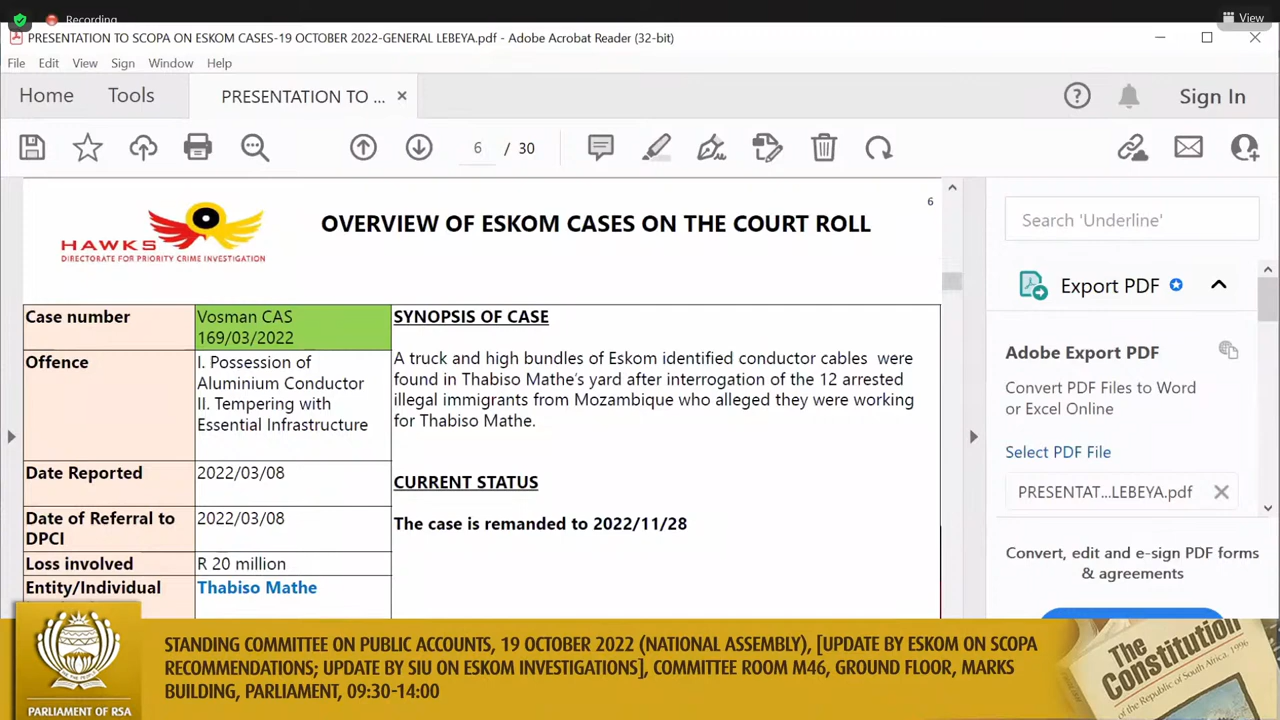 Recording
View
PRESENTATION TO SCOPA ON ESKOM CASES-19 OCTOBER 2022-GENERAL LEBEYA.pdf - Adobe Acrobat Reader (32-bit)
File Edit View Sign Window Help
Home Tools PRESENTATION TO ... Sign In
6 / 30
6
HAWKS
DIRECTORATE FOR PRIORITY CRIME INVESTIGATION
OVERVIEW OF ESKOM CASES ON THE COURT ROLL
Case number
Vosman CAS
169/03/2022
Offence
I. Possession of
Aluminium Conductor
II. Tempering with
Essential Infrastructure
Date Reported
2022/03/08
Date of Referral to
DPCI
2022/03/08
Loss involved
R 20 million
Entity/Individual
Thabiso Mathe
SYNOPSIS OF CASE
A truck and high bundles of Eskom identified conductor cables were
found in Thabiso Mathe's yard after interrogation of the 12 arrested
illegal immigrants from Mozambique who alleged they were working
for Thabiso Mathe.
CURRENT STATUS
The case is remanded to 2022/11/28
Search 'Underline'
Export PDF
Adobe Export PDF
Convert PDF Files to Word
or Excel Online
Select PDF File
PRESENTAT...LEBEYA.pdf
Convert, edit and e-sign PDF forms
& agreements
PARLIAMENT OF RSA
STANDING COMMITTEE ON PUBLIC ACCOUNTS, 19 OCTOBER 2022 (NATIONAL ASSEMBLY), [UPDATE BY ESKOM ON SCOPA
RECOMMENDATIONS; UPDATE BY SIU ON ESKOM INVESTIGATIONS], COMMITTEE ROOM M46, GROUND FLOOR, MARKS
BUILDING, PARLIAMENT, 09:30-14:00
The
Constitution
of the Republic of South Africa, 1996